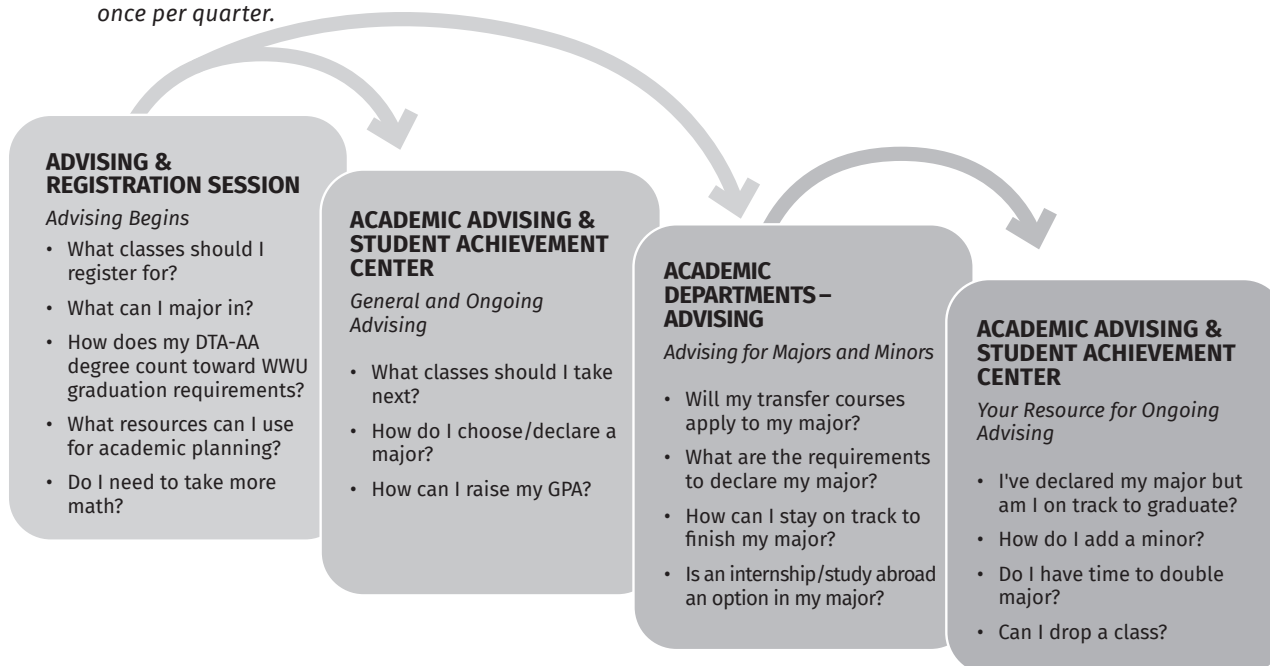 once per quarter.
ADVISING &
REGISTRATION SESSION
Advising Begins
• What classes should I
register for?
• What can I major in?
• How does my DTA-AA
degree count toward WWU
graduation requirements?
• What resources can I use
for academic planning?
• Do I need to take more
math?
ACADEMIC ADVISING &
STUDENT ACHIEVEMENT
CENTER
General and Ongoing
Advising
• What classes should I take
next?
• How do I choose/declare a
major?
• How can I raise my GPA?
ACADEMIC
DEPARTMENTS –
ADVISING
Advising for Majors and Minors
• Will my transfer courses
apply to my major?
• What are the requirements
to declare my major?
• How can I stay on track to
finish my major?
• Is an internship/study abroad
an option in my major?
ACADEMIC ADVISING &
STUDENT ACHIEVEMENT
CENTER
Your Resource for Ongoing
Advising
• I've declared my major but
am I on track to graduate?
• How do I add a minor?
• Do I have time to double
major?
• Can I drop a class?